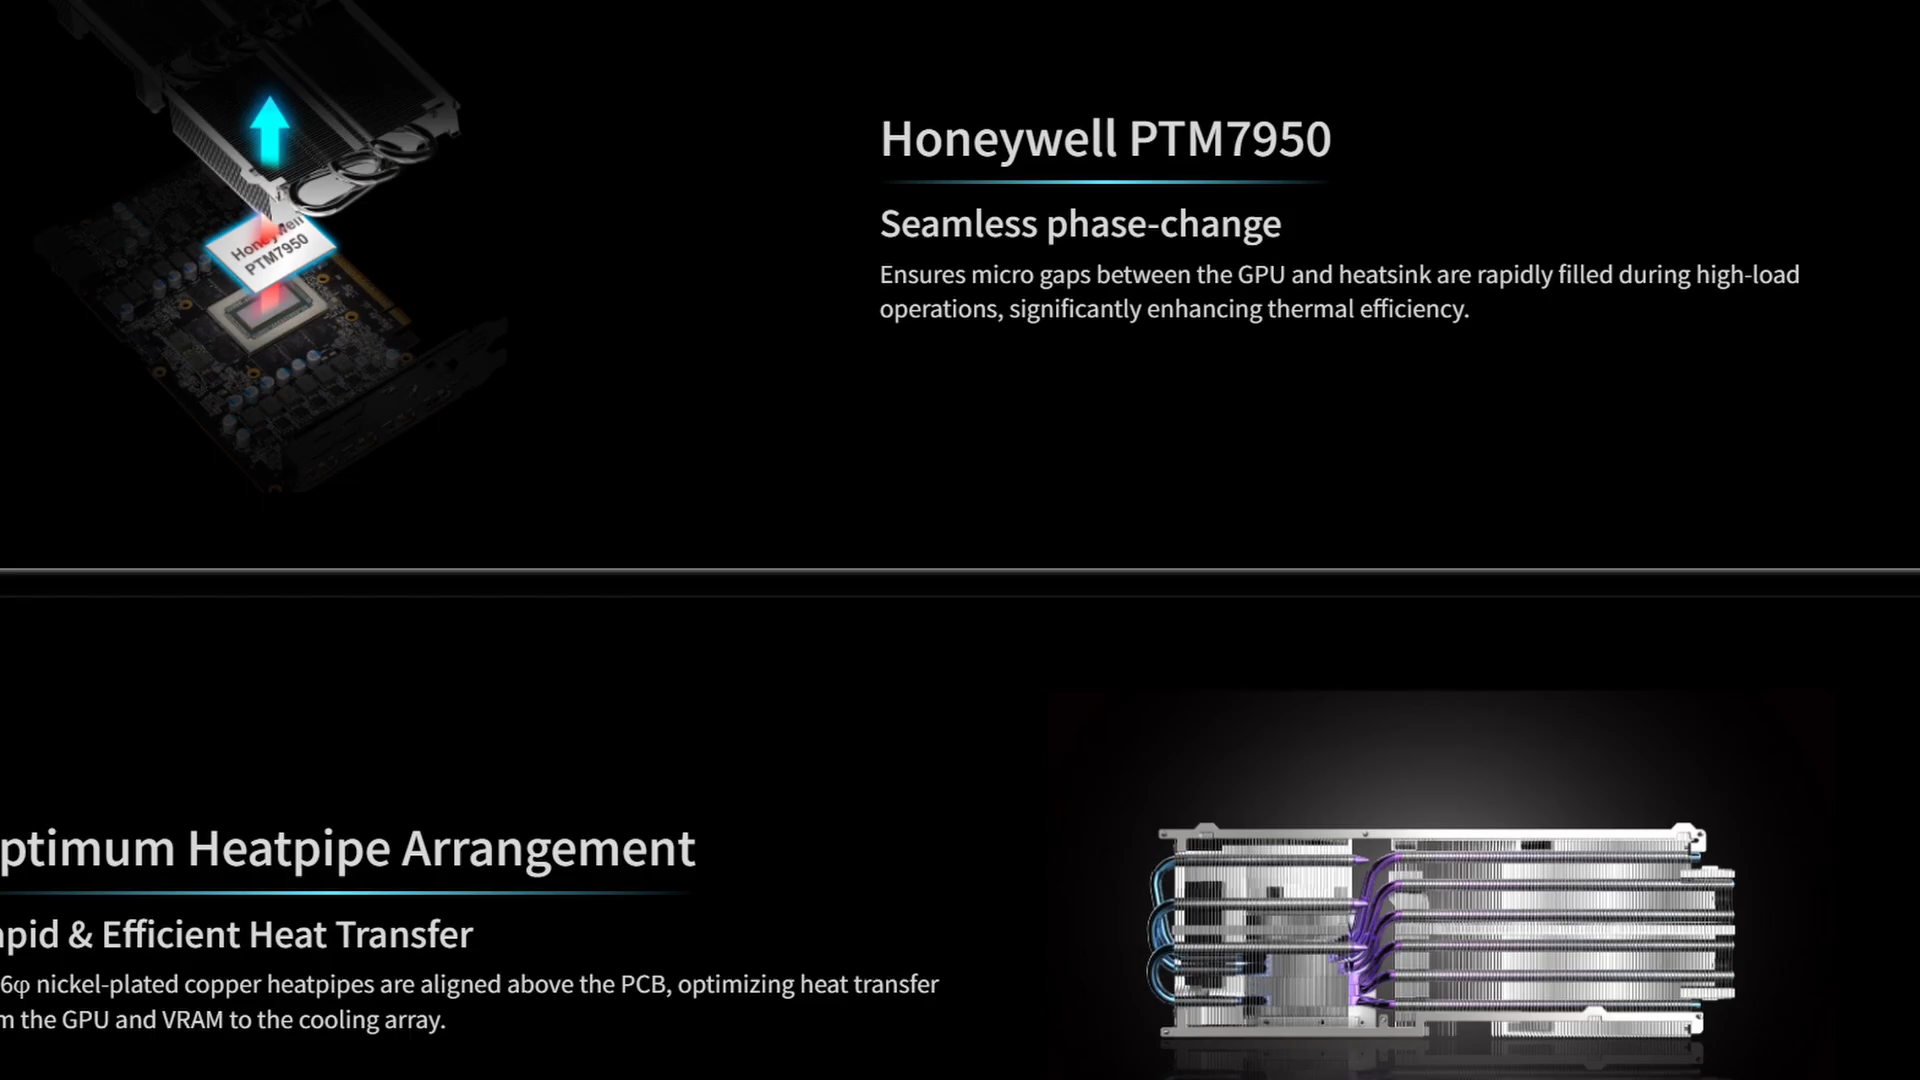 Honeywell
PTM7950
Honeywell PTM7950
Seamless phase-change
Ensures micro gaps between the GPU and heatsink are rapidly filled during high-load
operations, significantly enhancing thermal efficiency.
ptimum Heatpipe Arrangement
apid & Efficient Heat Transfer
6φ nickel-plated copper heatpipes are aligned above the PCB, optimizing heat transfer
m the GPU and VRAM to the cooling array.